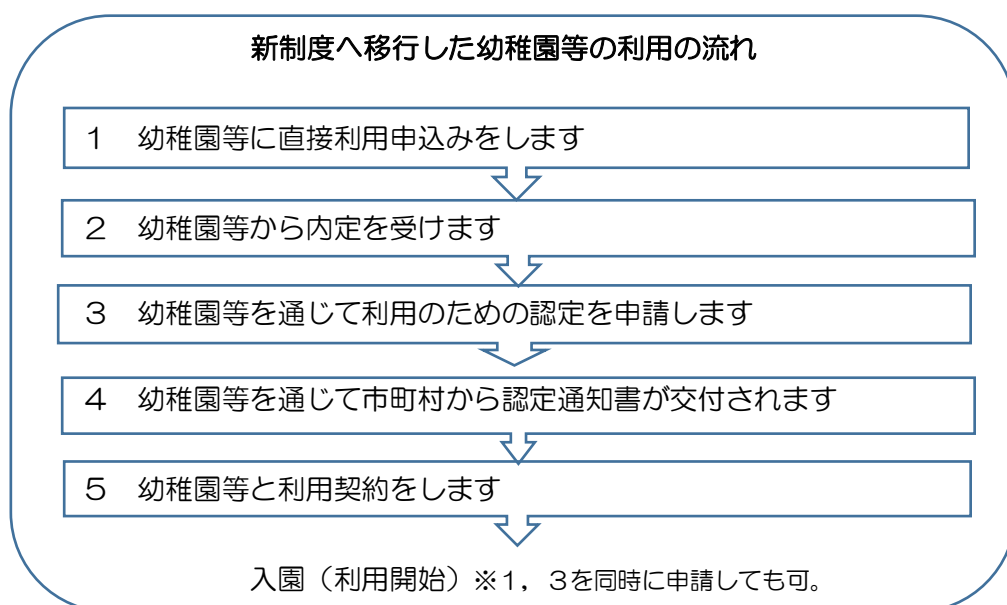 新制度へ移行した幼稚園等の利用の流れ
１　幼稚園等に直接利用申込みをします
２　幼稚園等から内定を受けます
３　幼稚園等を通じて利用のための認定を申請します
４　幼稚園等を通じて市町村から認定通知書が交付されます
５　幼稚園等と利用契約をします
入園（利用開始）※１，３を同時に申請しても可。